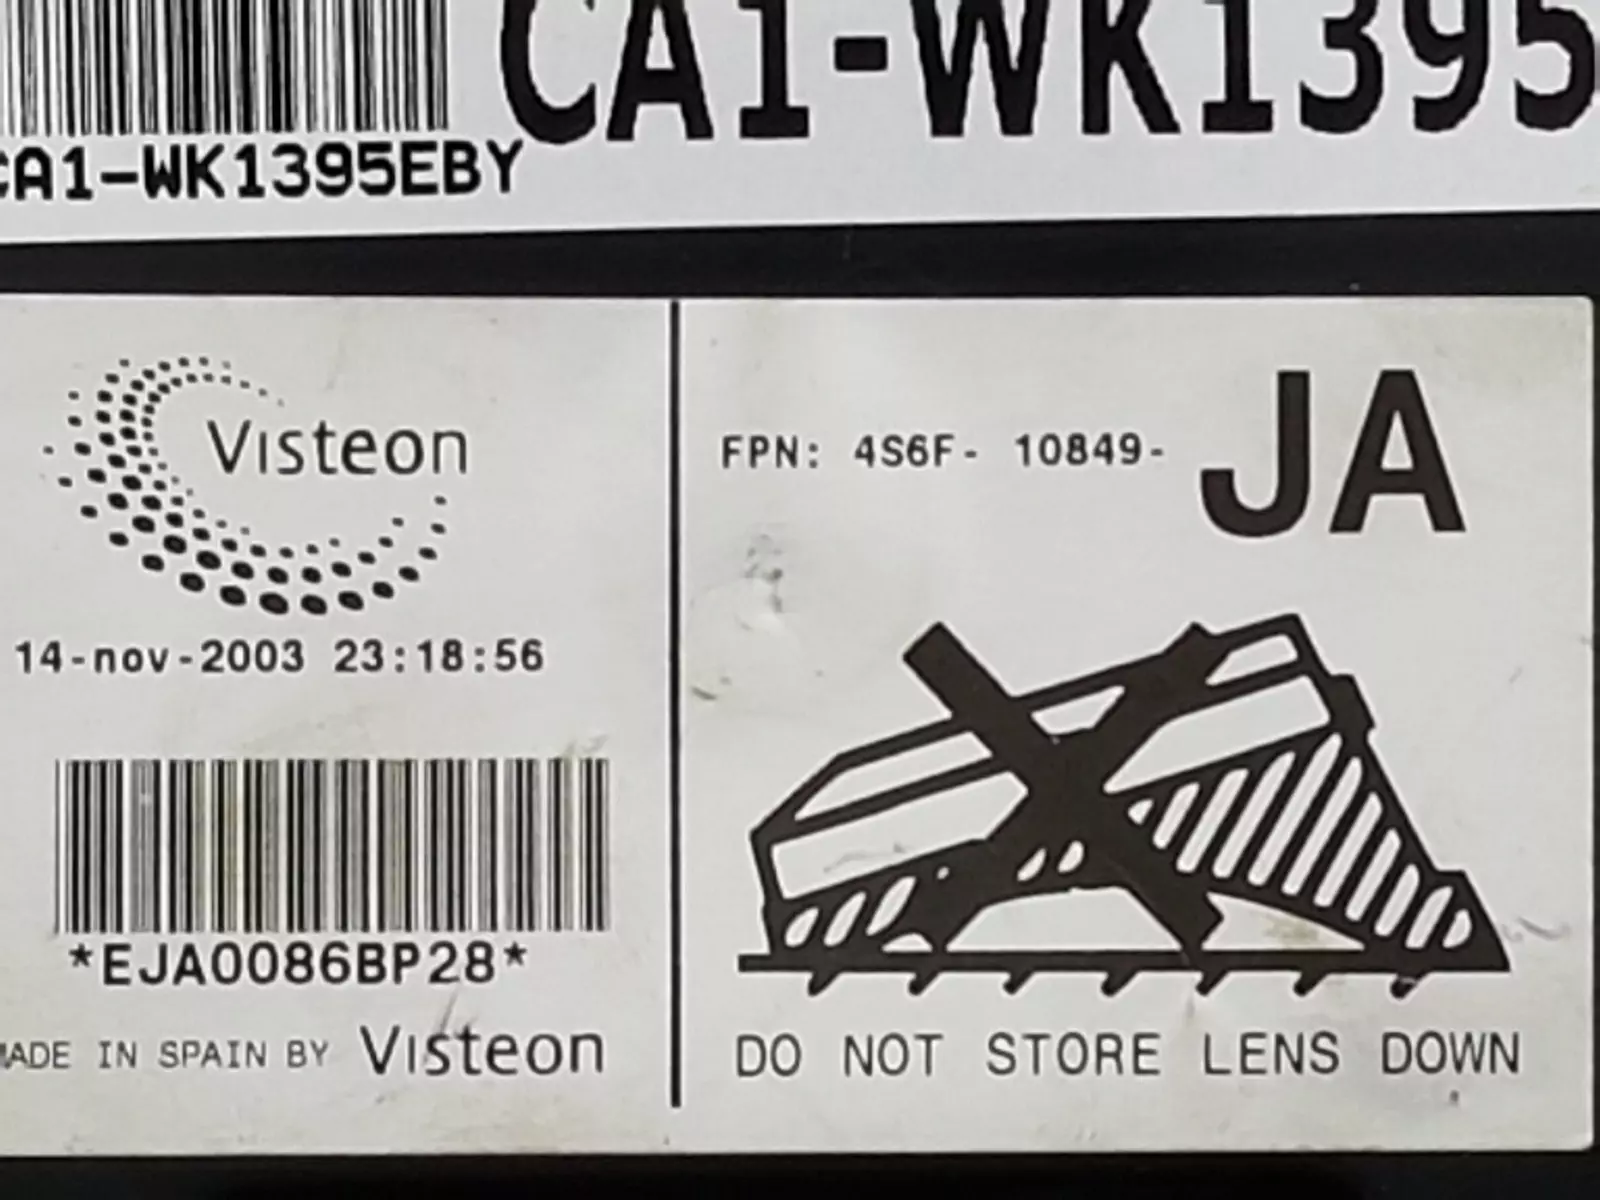 CA1-WK1395
CA1-WK1395EBY
Visteon
14-nov-2003 23:18:56
*EJA0086BP28*
MADE IN SPAIN BY Visteon
FPN: 4S6F- 10849- JA
DO NOT STORE LENS DOWN